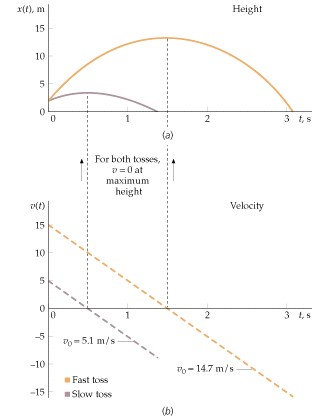 x(t), m
Height
15
10
5
0
0 1 2 3 t, s
(a)
For both tosses,
v = 0 at
maximum
height
v(t)
Velocity
15
10
5
0
1 2 3 t, s
−5
v₀ = 5.1 m/s
−10
v₀ = 14.7 m/s
Fast toss
Slow toss
−15
(b)